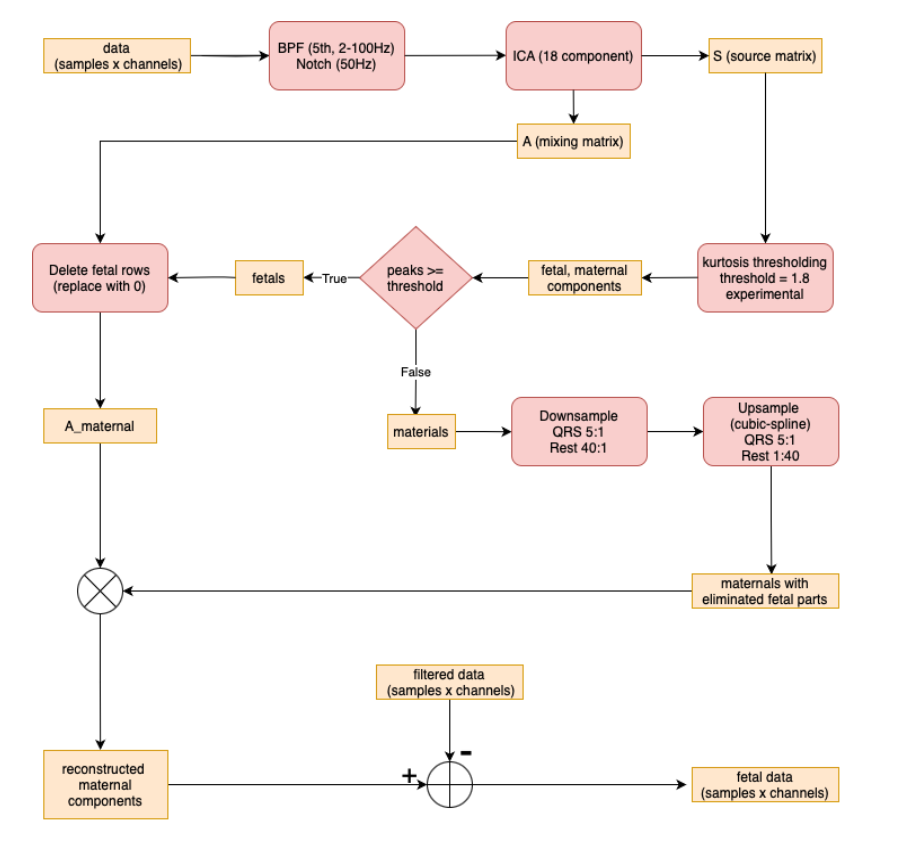 data
(samples x channels)
BPF (5th, 2-100Hz)
Notch (50Hz)
ICA (18 component)
S (source matrix)
A (mixing matrix)
Delete fetal rows
(replace with 0)
fetals
True
peaks >=
threshold
fetal, maternal
components
kurtosis thresholding
threshold = 1.8
experimental
False
A_maternal
materials
Downsample
QRS 5:1
Rest 40:1
Upsample
(cubic-spline)
QRS 5:1
Rest 1:40
maternals with
eliminated fetal parts
filtered data
(samples x channels)
-
+
reconstructed
maternal
components
fetal data
(samples x channels)